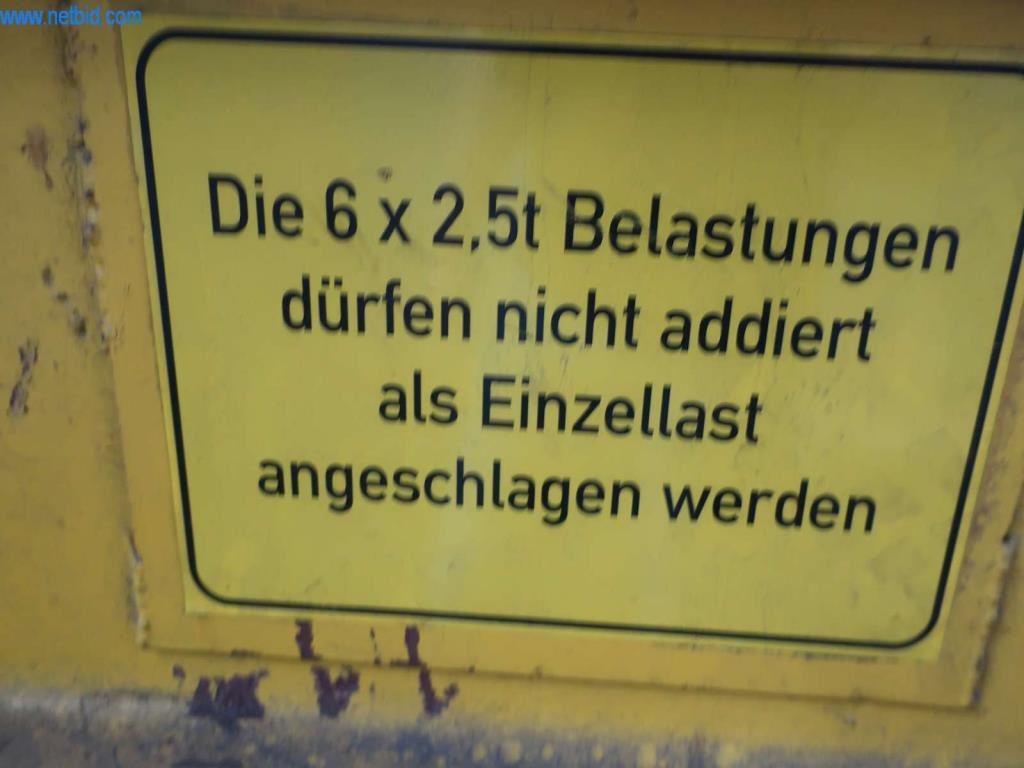 www.netbid.com
Die 6 x 2,5t Belastungen
dürfen nicht addiert
als Einzellast
angeschlagen werden